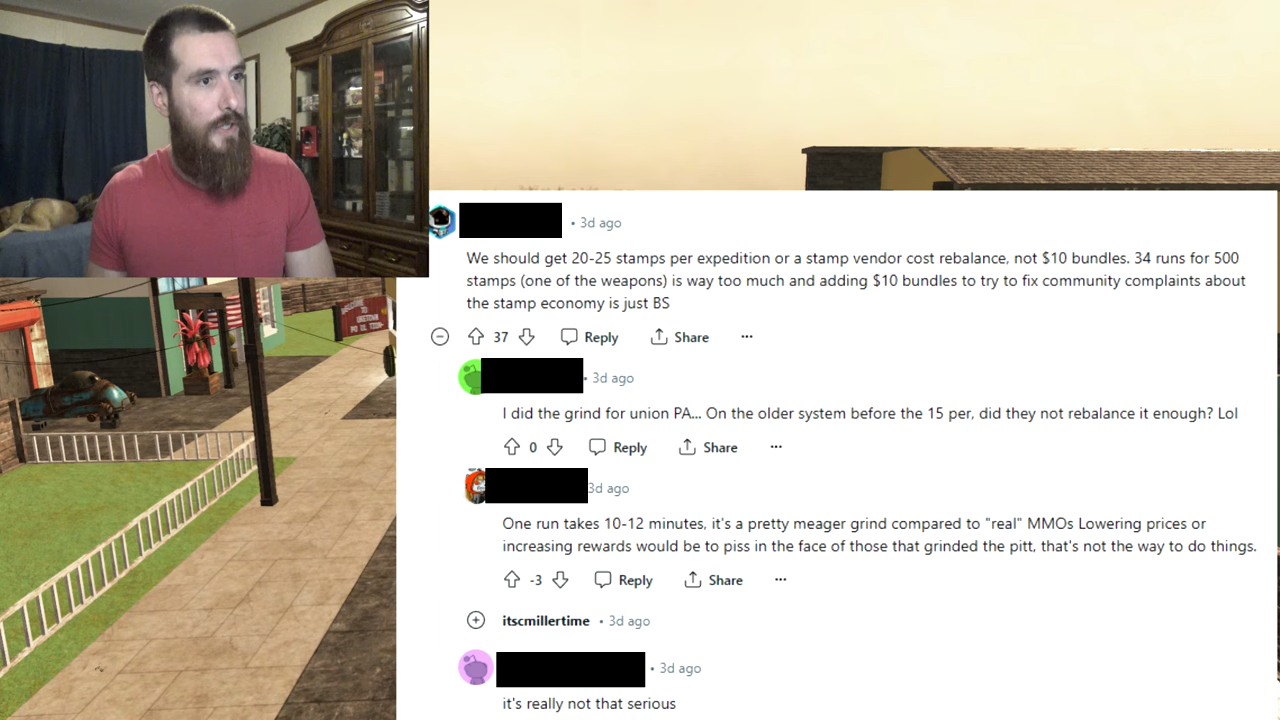 3d ago
We should get 20-25 stamps per expedition or a stamp vendor cost rebalance, not $10 bundles. 34 runs for 500
stamps (one of the weapons) is way too much and adding $10 bundles to try to fix community complaints about
the stamp economy is just BS
37 Reply Share
3d ago
I did the grind for union PA... On the older system before the 15 per, did they not rebalance it enough? Lol
0 Reply Share
3d ago
One run takes 10-12 minutes, it's a pretty meager grind compared to "real" MMOs Lowering prices or
increasing rewards would be to piss in the face of those that grinded the pitt, that's not the way to do things.
-3 Reply Share
itscmillertime • 3d ago
• 3d ago
it's really not that serious